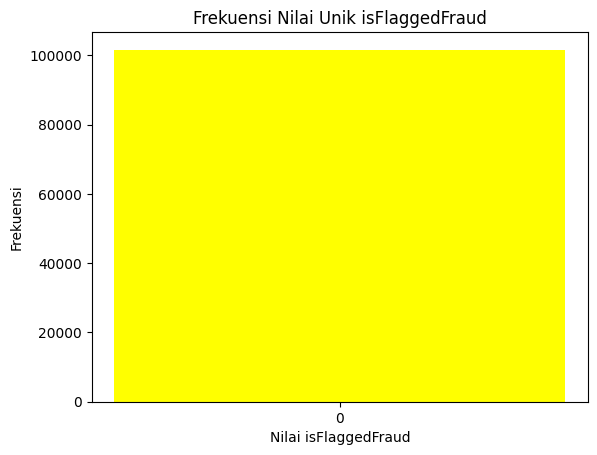 Frekuensi Nilai Unik isFlaggedFraud
100000
80000
60000
40000
20000
0
Frekuensi
0
Nilai isFlaggedFraud